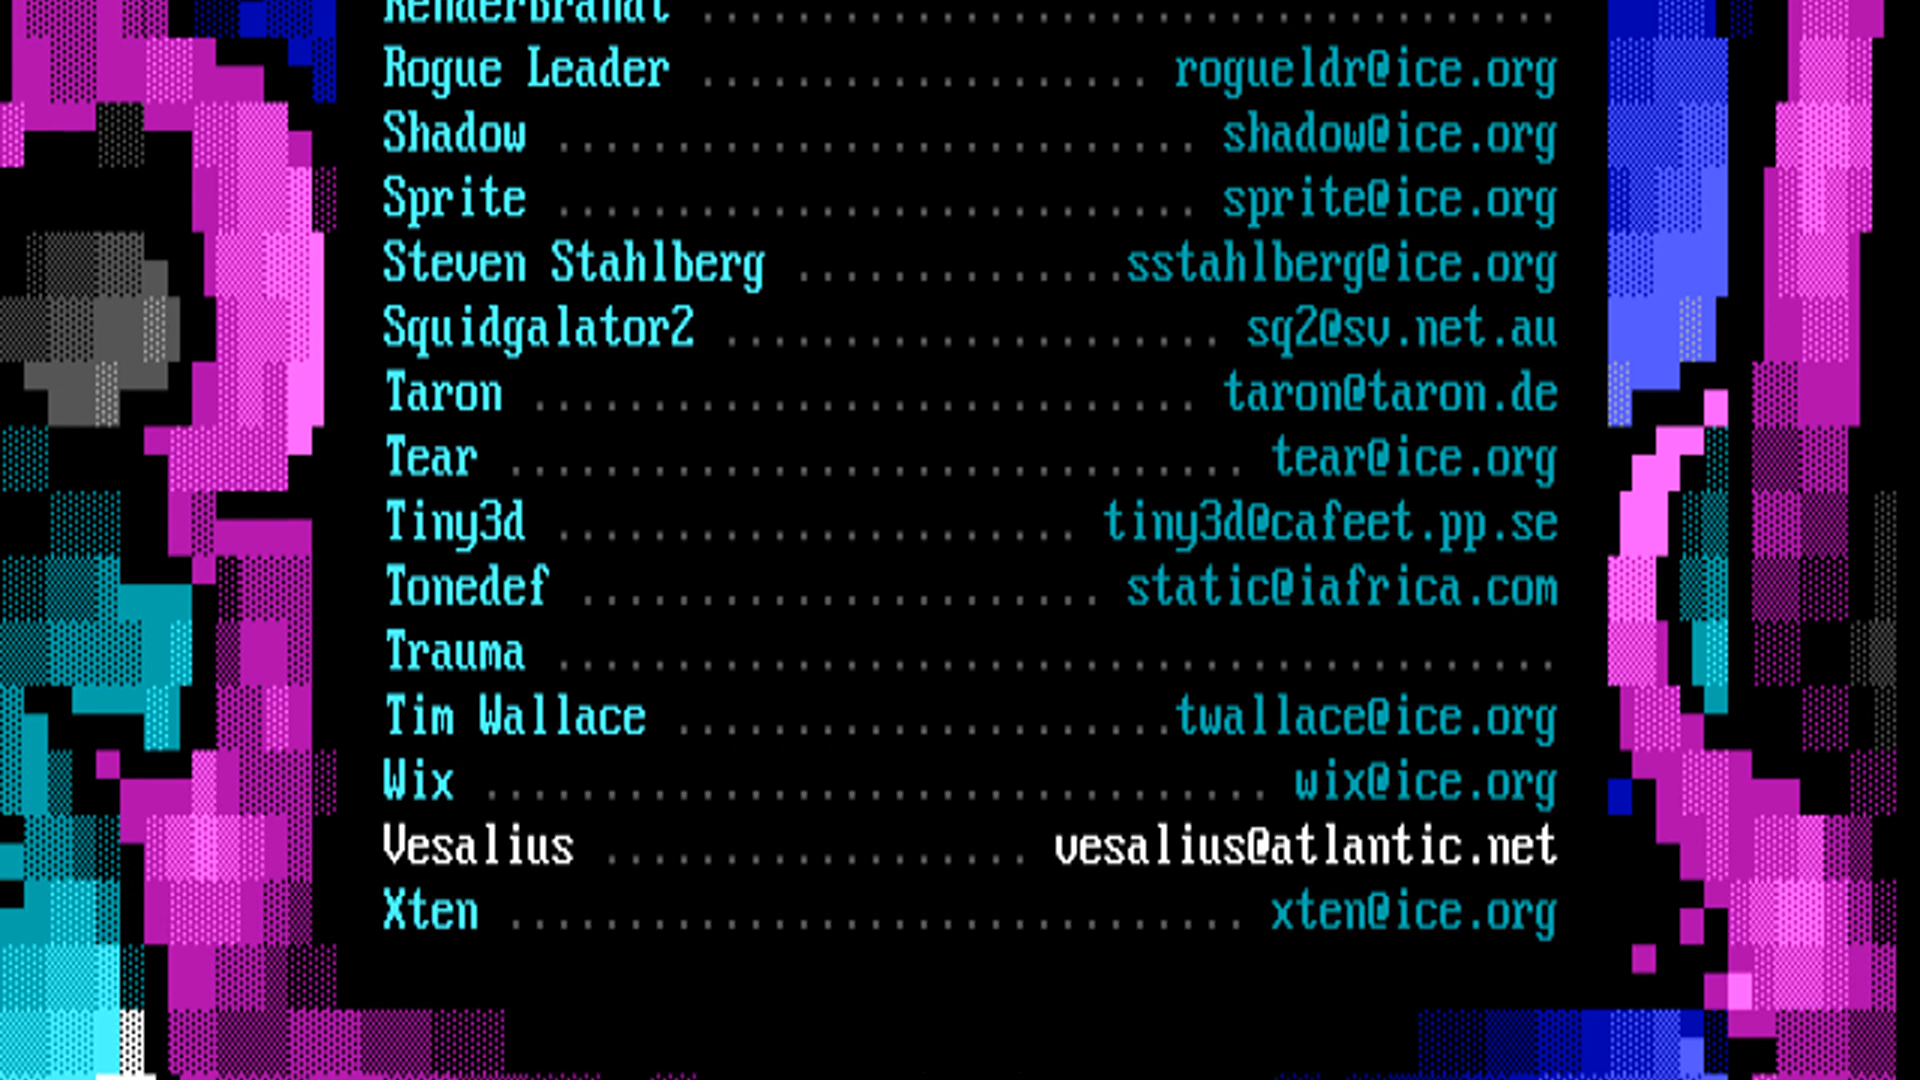 Renderbrandt ....................................
Rogue Leader ................... rogueldr@ice.org
Shadow ........................... shadow@ice.org
Sprite ........................... sprite@ice.org
Steven Stahlberg ..............sstahlberg@ice.org
Squidgalator2 ..................... sq2@sv.net.au
Taron ............................ taron@taron.de
Tear ............................... tear@ice.org
Tiny3d ...................... tiny3d@cafeet.pp.se
Tonedef ...................... static@iafrica.com
Trauma ..........................................
Tim Wallace .....................twallace@ice.org
Wix ................................. wix@ice.org
Vesalius .................. vesalius@atlantic.net
Xten ............................... xten@ice.org